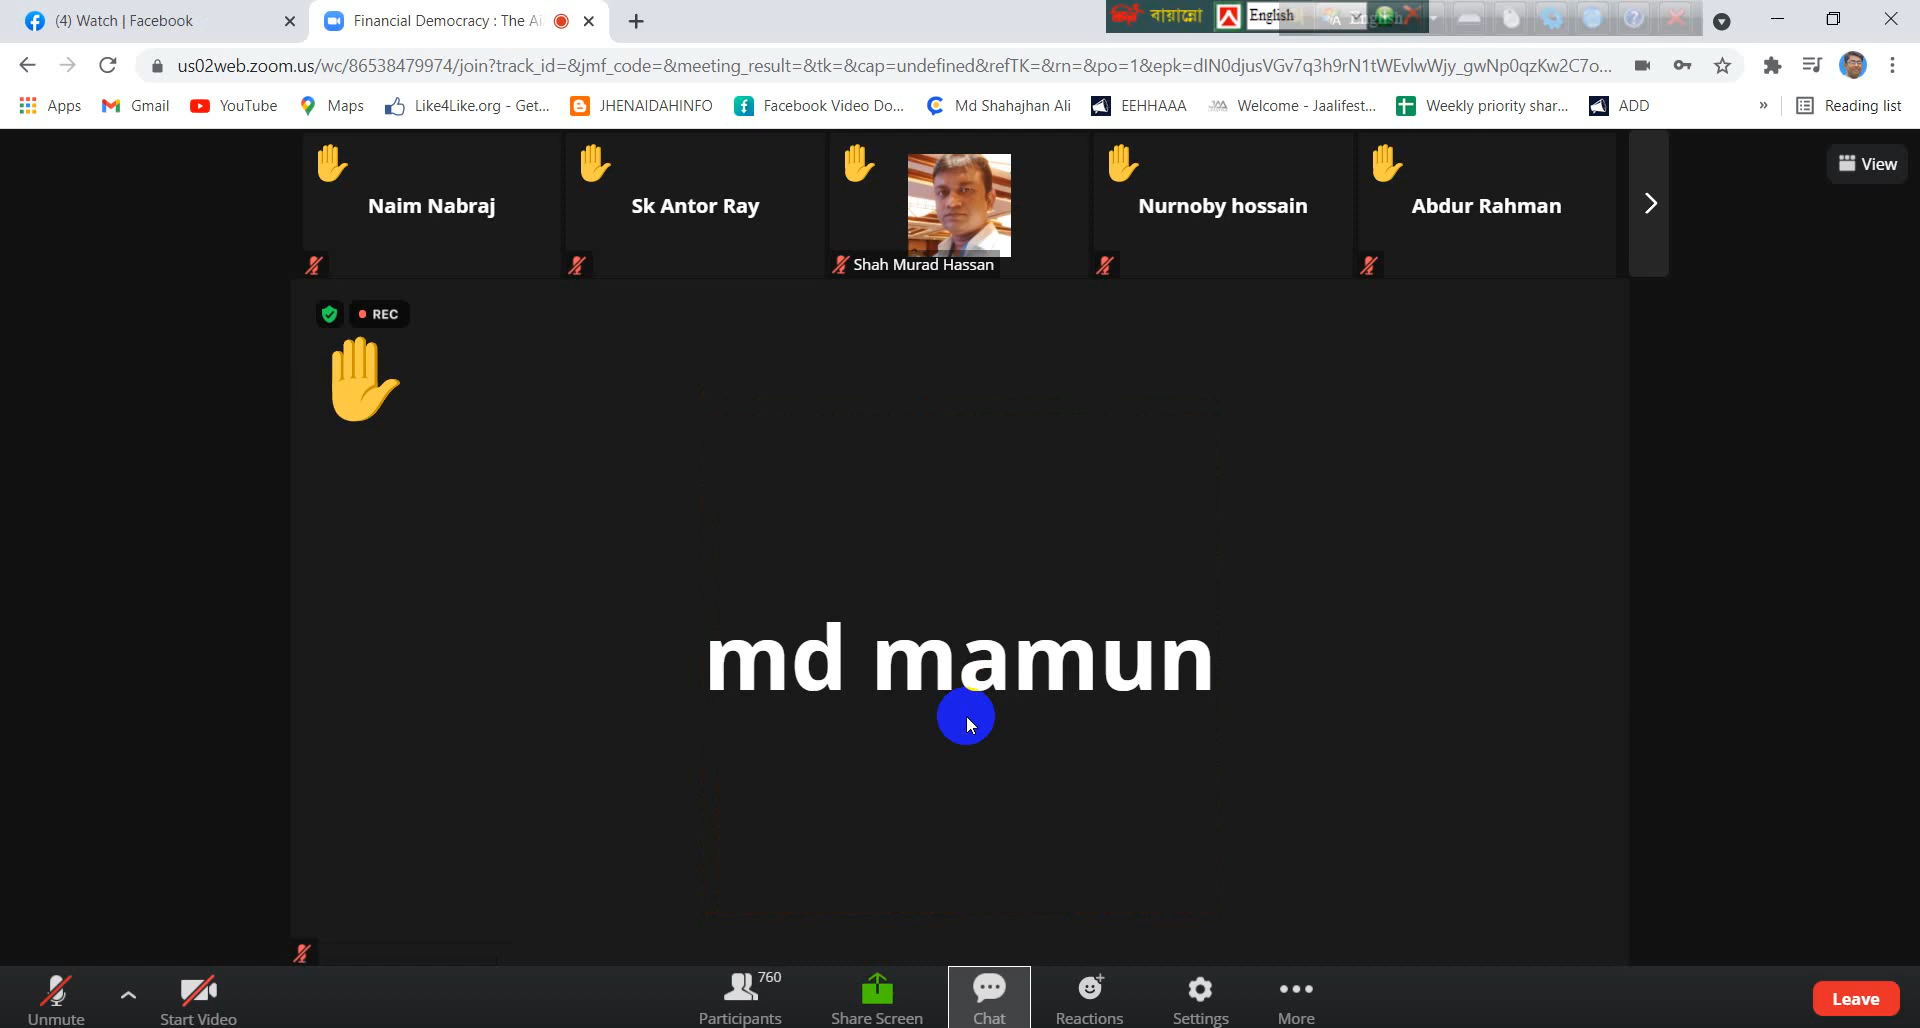 (4) Watch | Facebook
Financial Democracy : The Ai
বায়ান্নো
English
us02web.zoom.us/wc/86538479974/join?track_id=&jmf_code=&meeting_result=&tk=&cap=undefined&refTK=&rn=&po=1&epk=dIN0djusVGv7q3h9rN1tWEvlwWjy_gwNp0qzKw2C7o...
Apps
Gmail
YouTube
Maps
Like4Like.org - Get...
JHENAIDAHINFO
Facebook Video Do...
Md Shahajhan Ali
EEHHAAA
Welcome - Jaalifest...
Weekly priority shar...
ADD
»
Reading list
Naim Nabraj
Sk Antor Ray
Shah Murad Hassan
Nurnoby hossain
Abdur Rahman
View
REC
md mamun
Unmute
Start Video
760
Participants
Share Screen
Chat
Reactions
Settings
More
Leave